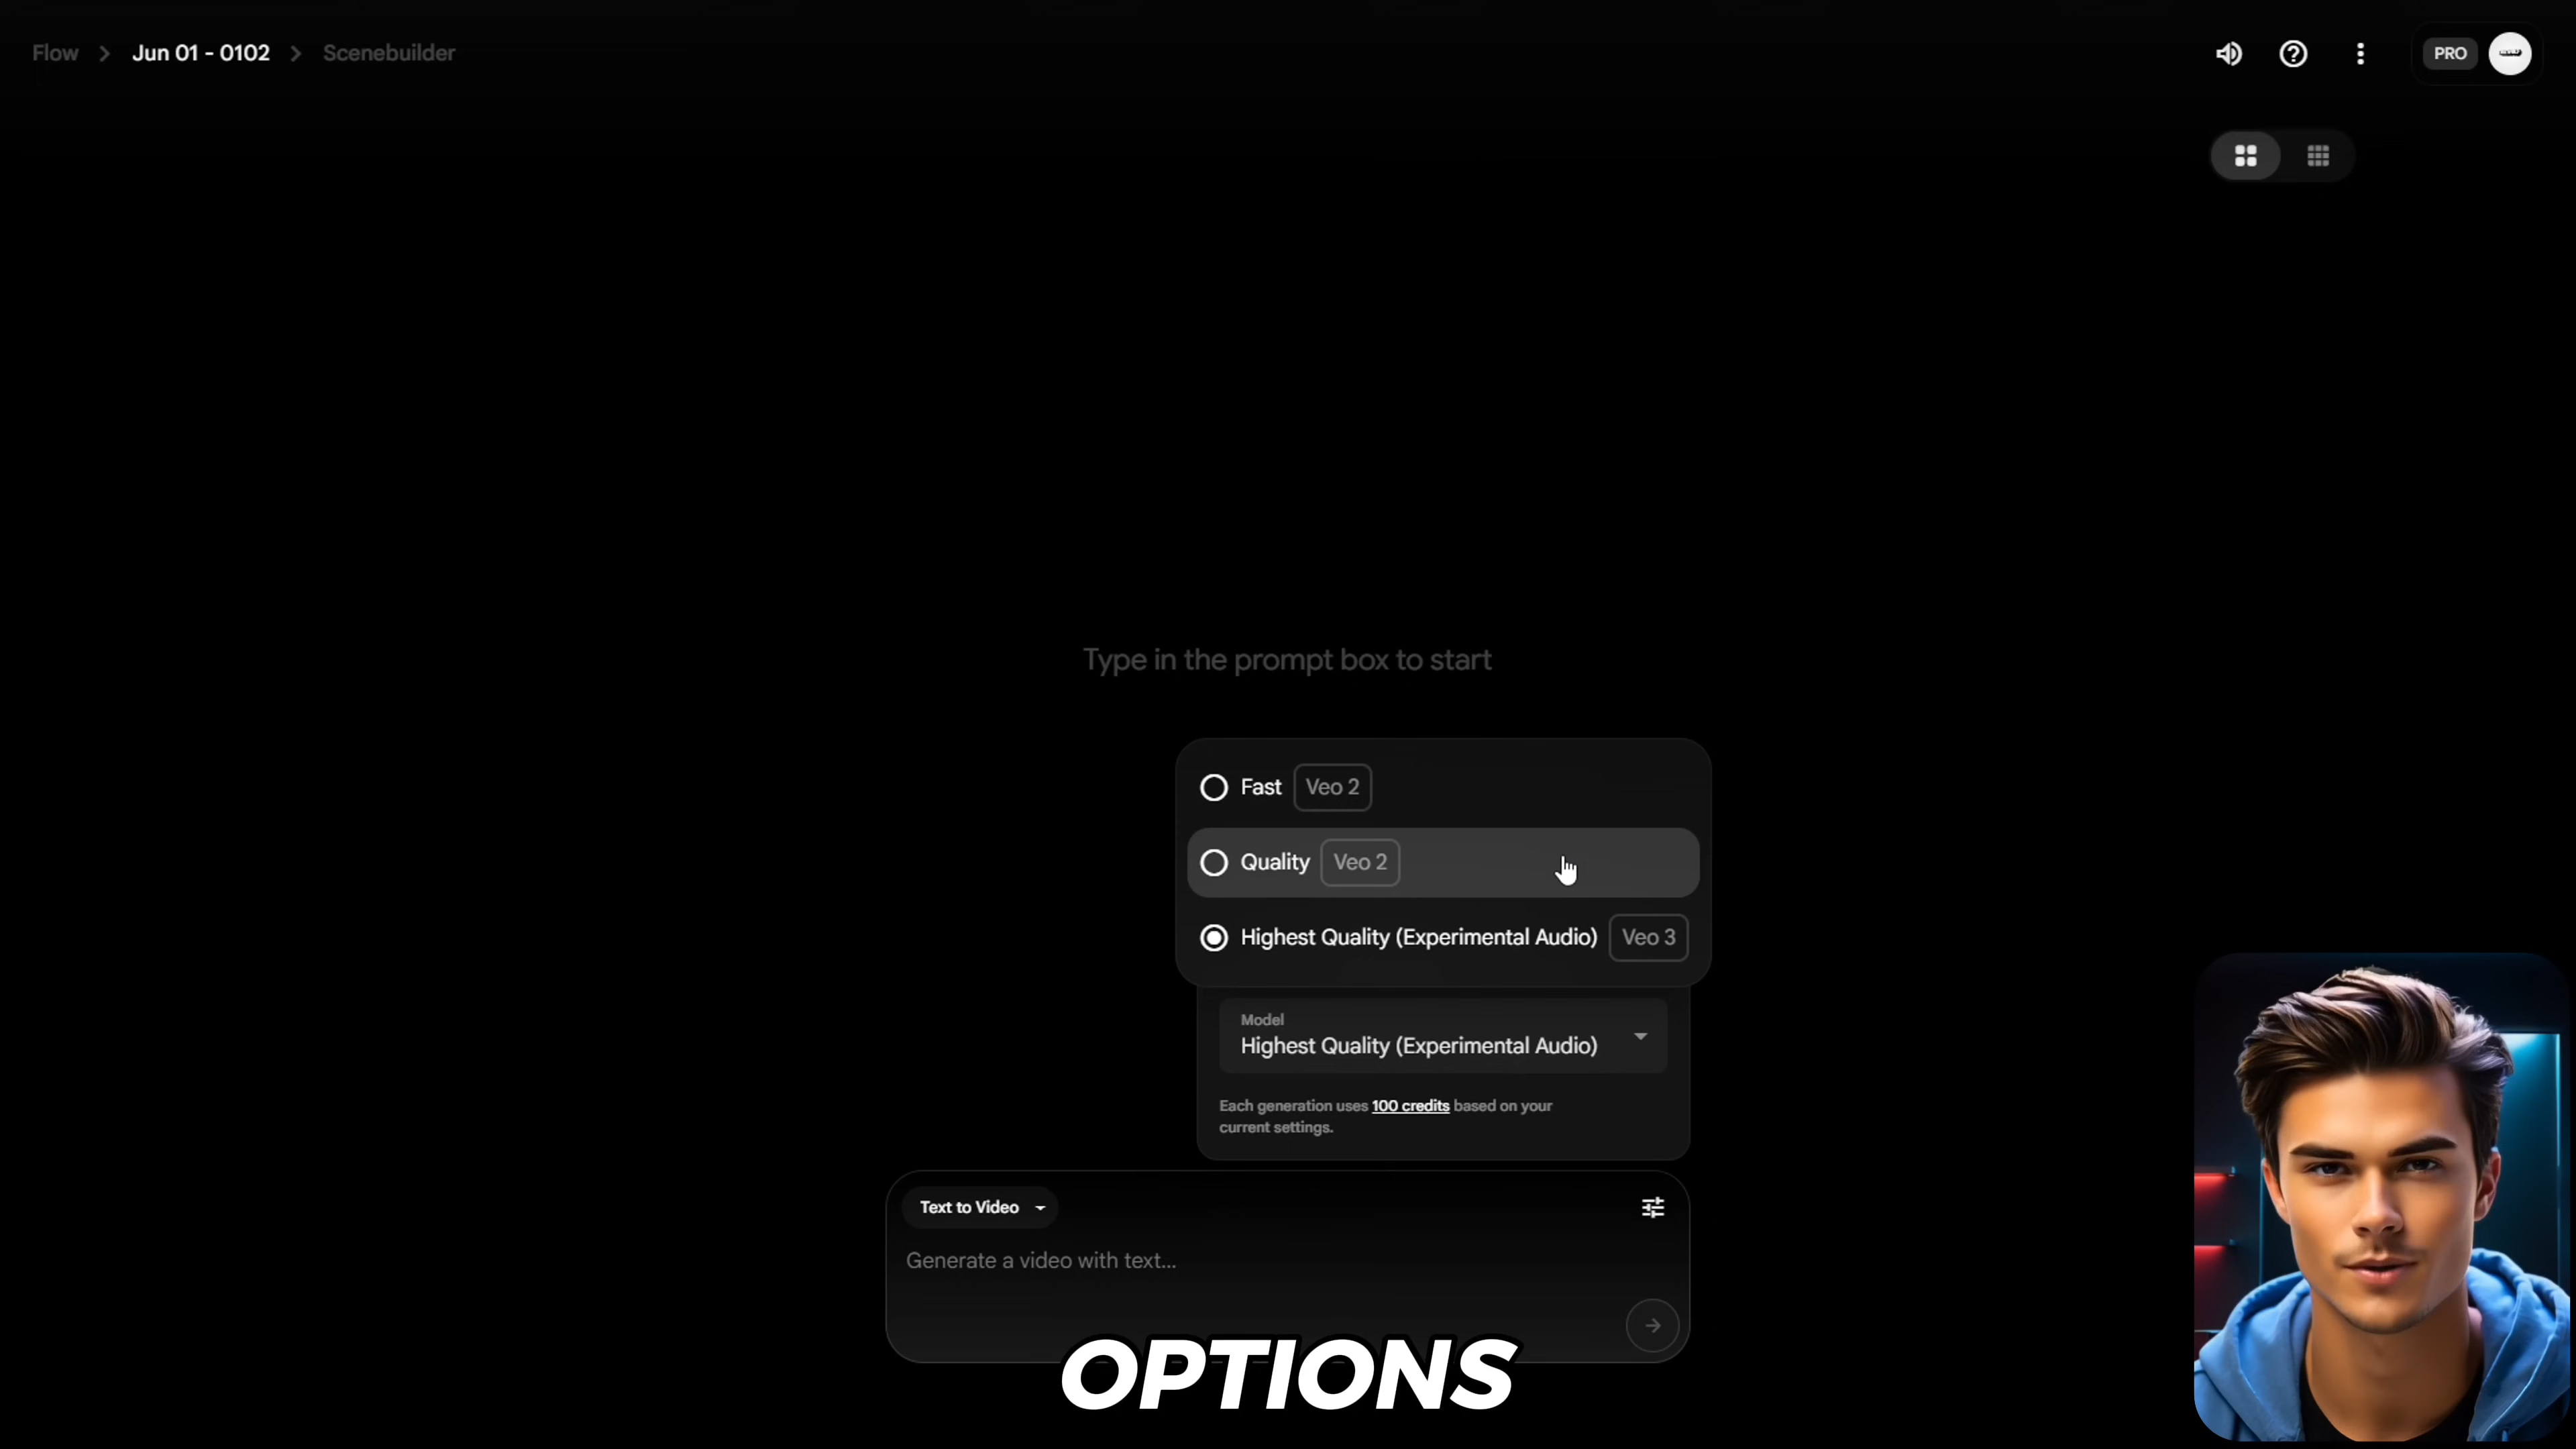 Flow > Jun 01 - 0102 > Scenebuilder
PRO
Type in the prompt box to start
Fast Veo 2
Quality Veo 2
Highest Quality (Experimental Audio) Veo 3
Model
Highest Quality (Experimental Audio)
Each generation uses 100 credits based on your
current settings.
Text to Video
Generate a video with text...
OPTIONS